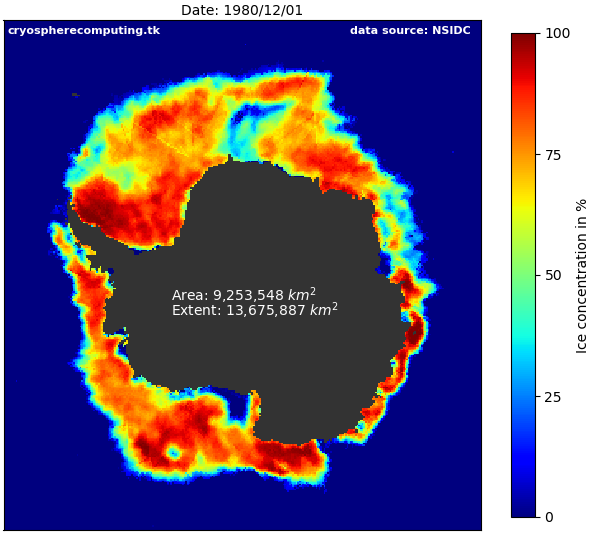 Date: 1980/12/01
cryospherecomputing.tk
data source: NSIDC
Area: 9,253,548 km²
Extent: 13,675,887 km²
100
75
50
25
0
Ice concentration in %